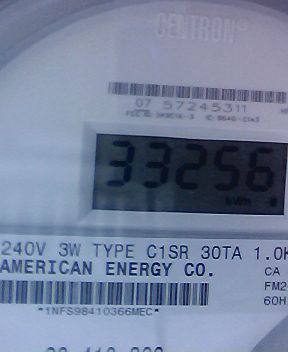 CENTRON®
07 57245311
33256
kWh
240V 3W TYPE C1SR 30TA 1.0K
AMERICAN ENERGY CO.
CA
FM2
60H
*1NFS98410366MEC*